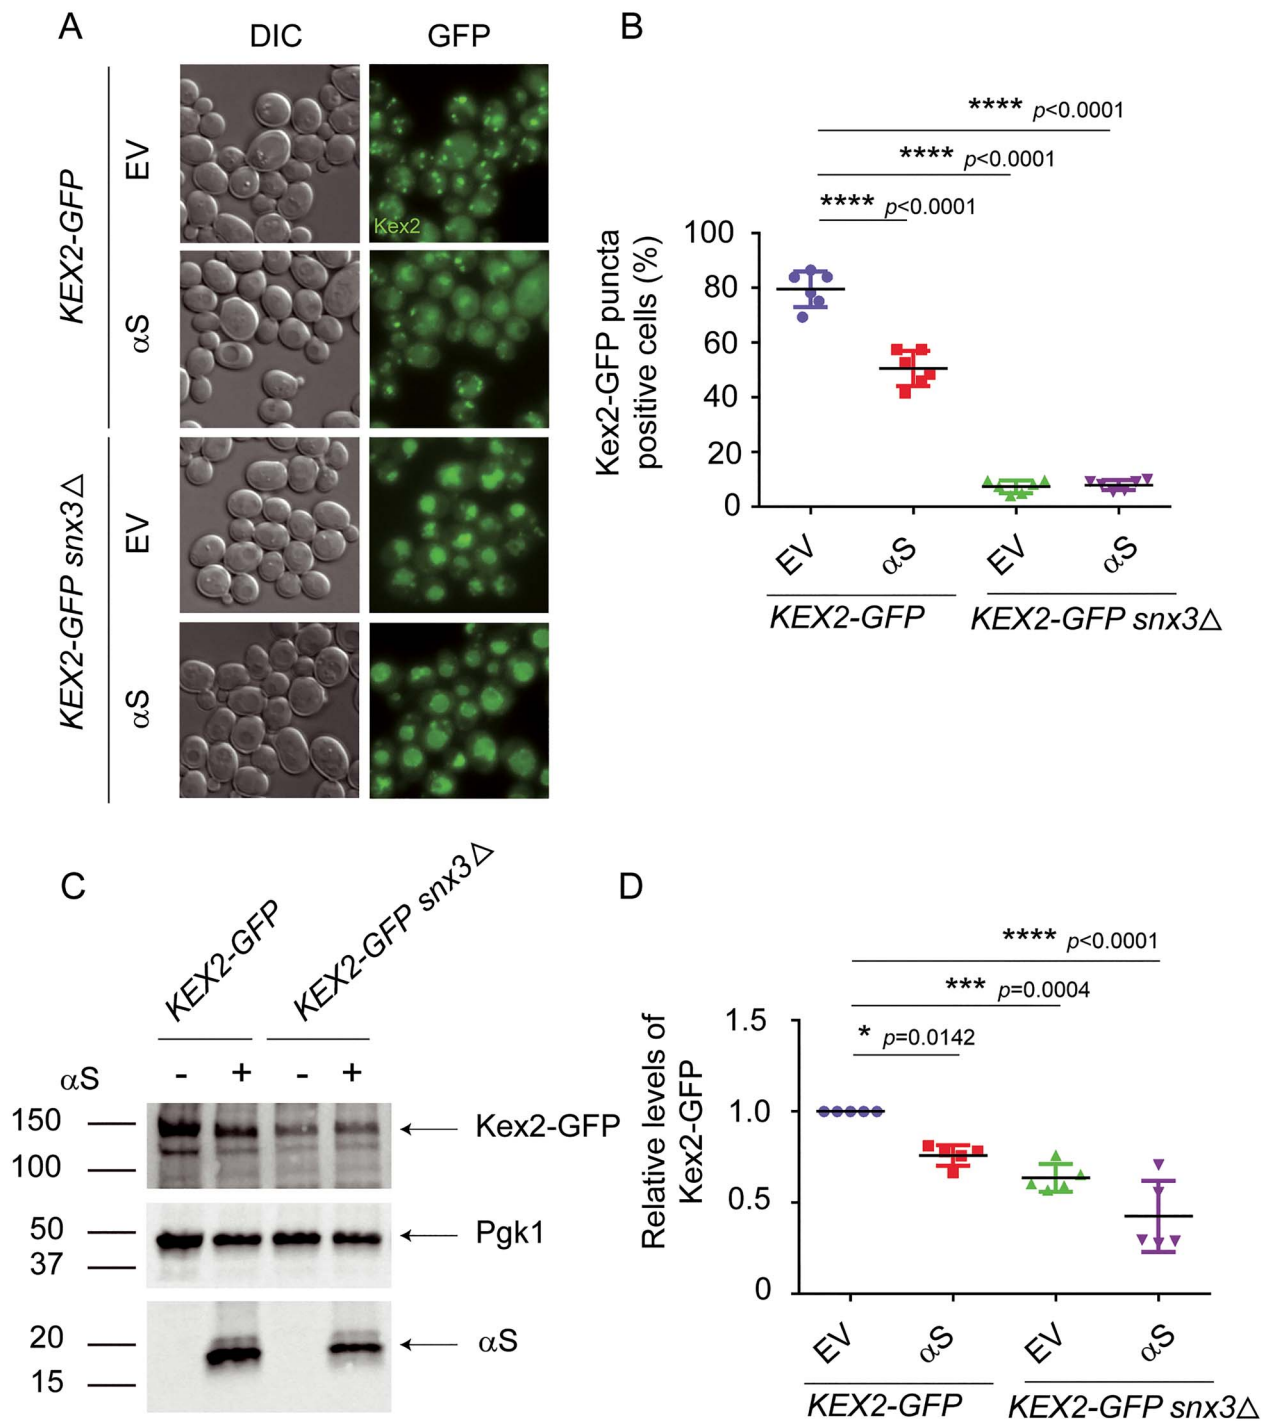 A
DIC
GFP
KEX2-GFP
EV
Kex2
αS
KEX2-GFP snx3△
EV
αS
B
**** p<0.0001
**** p<0.0001
**** p<0.0001
Kex2-GFP puncta
positive cells (%)
100
80
60
40
20
0
EV
αS
EV
αS
KEX2-GFP
KEX2-GFP snx3△
C
KEX2-GFP
KEX2-GFP snx3△
αS
- + - +
150
100
Kex2-GFP
50
37
Pgk1
20
15
αS
D
**** p<0.0001
*** p=0.0004
* p=0.0142
Relative levels of
Kex2-GFP
1.5
1.0
0.5
0
EV
αS
EV
αS
KEX2-GFP
KEX2-GFP snx3△